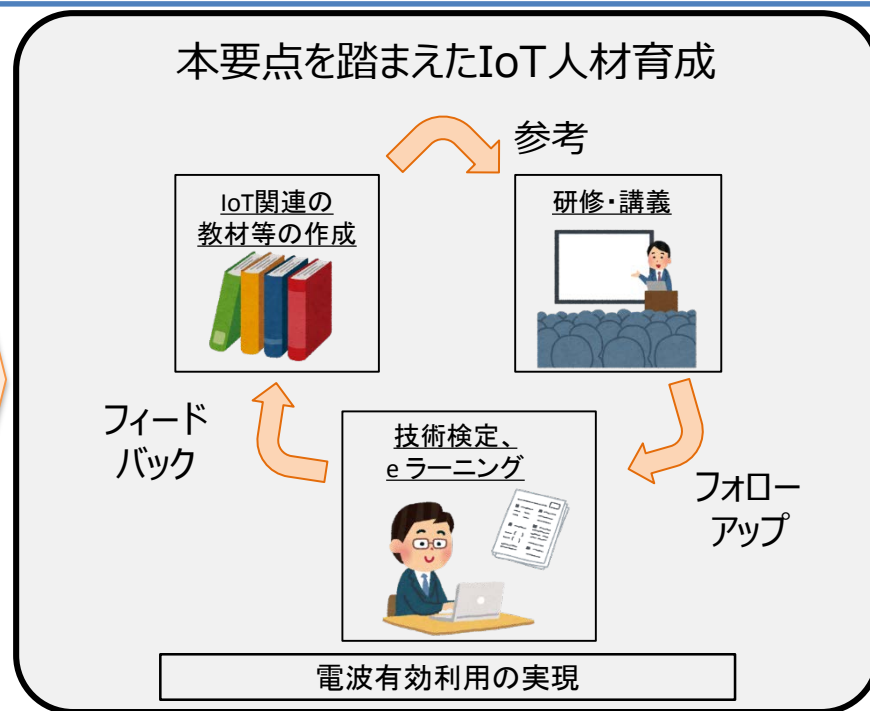 本要点を踏まえたIoT人材育成
参考
IoT関連の
教材等の作成
研修・講義
フィード
バック
技術検定、
eラーニング
フォロー
アップ
電波有効利用の実現